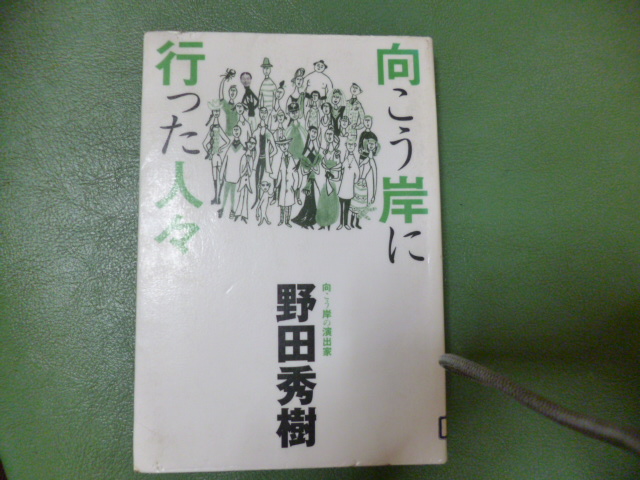 向こう岸に
行った人々
向こう岸の演出家
野田秀樹